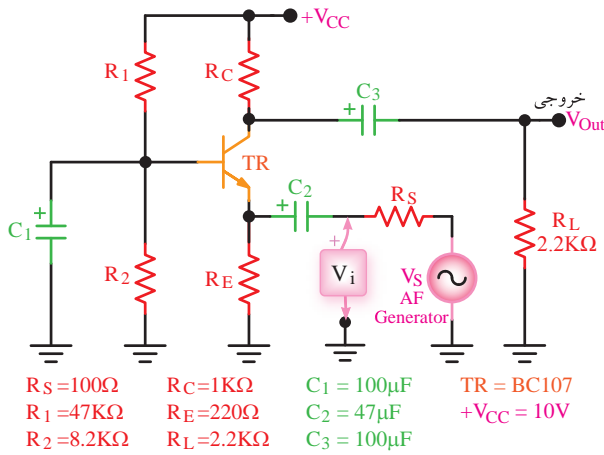 +VCC
R1
RC
C3
خروجی
VOut
TR
C1
C2
RS
R2
RE
Vi
VS
AF
Generator
RL
2.2KΩ
RS=100Ω
R1=47KΩ
R2=8.2KΩ
RC=1KΩ
RE=220Ω
RL=2.2KΩ
C1 = 100μF
C2 = 47μF
C3 = 100μF
TR = BC107
+VCC = 10V